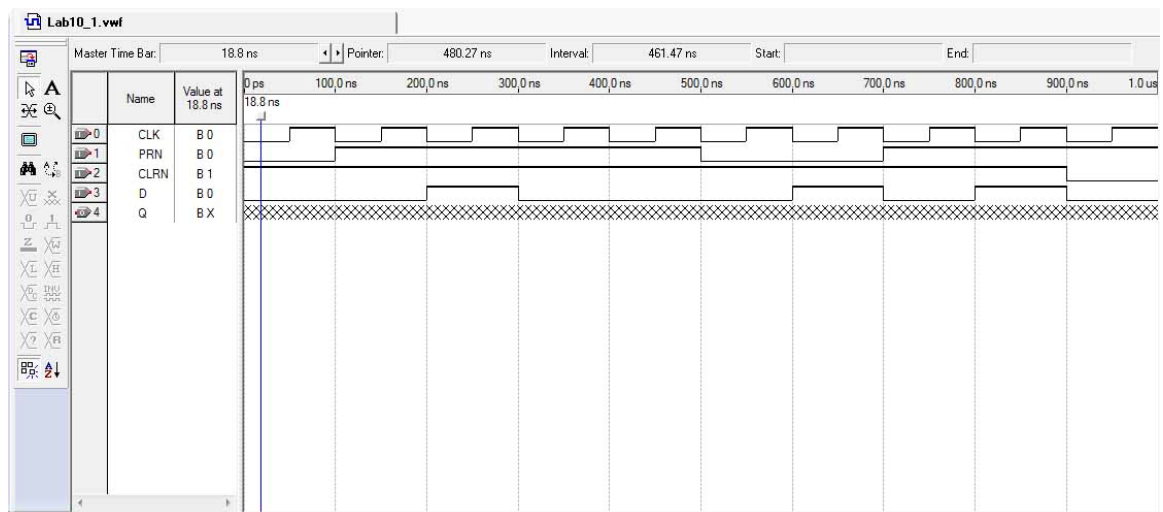 Lab10_1.vwf
Master Time Bar: 18.8 ns Pointer: 480.27 ns Interval: 461.47 ns Start: End:
Name Value at 18.8 ns
0 ps 100.0 ns 200.0 ns 300.0 ns 400.0 ns 500.0 ns 600.0 ns 700.0 ns 800.0 ns 900.0 ns 1.0 us
18.8 ns
0 CLK B 0
1 PRN B 0
2 CLRN B 1
3 D B 0
4 Q B X